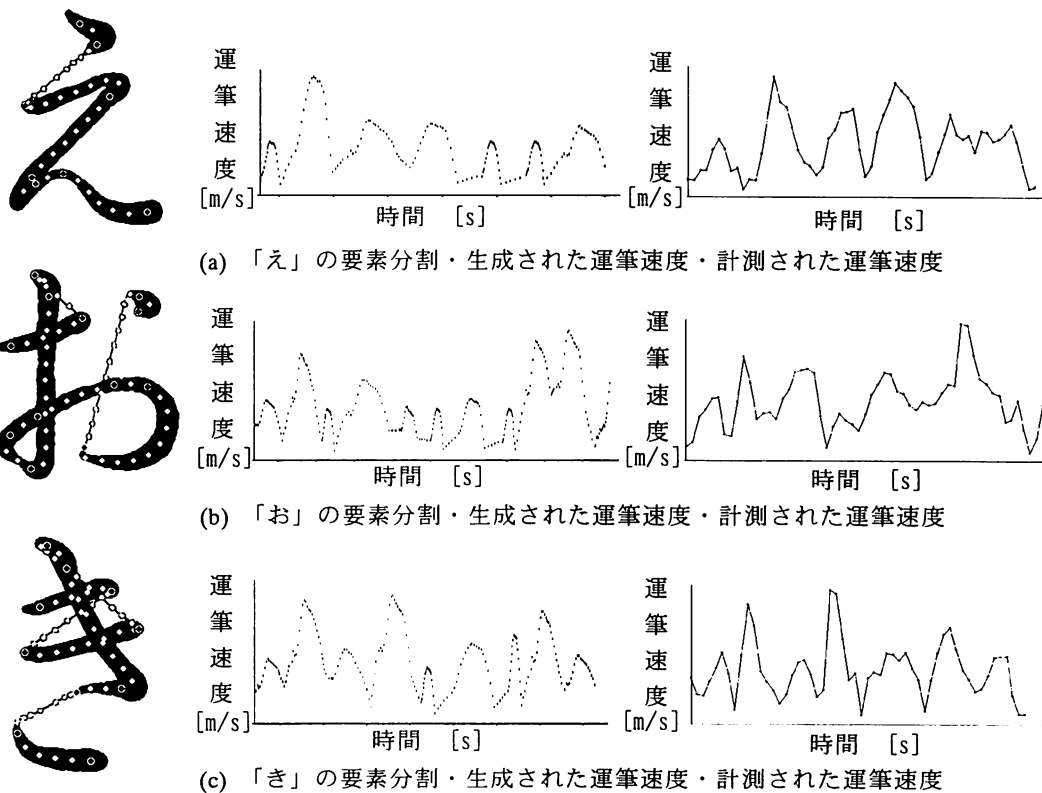 え
運筆速度
[m/s]
時間 [s]
運筆速度
[m/s]
時間 [s]
(a) 「え」の要素分割・生成された運筆速度・計測された運筆速度
お
運筆速度
[m/s]
時間 [s]
運筆速度
[m/s]
時間 [s]
(b) 「お」の要素分割・生成された運筆速度・計測された運筆速度
き
運筆速度
[m/s]
時間 [s]
運筆速度
[m/s]
時間 [s]
(c) 「き」の要素分割・生成された運筆速度・計測された運筆速度